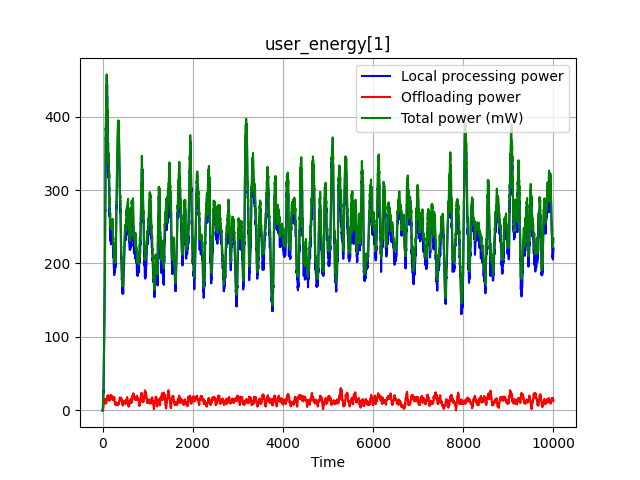 user_energy[1]
Local processing power
Offloading power
Total power (mW)
400
300
200
100
0
0 2000 4000 6000 8000 10000
Time